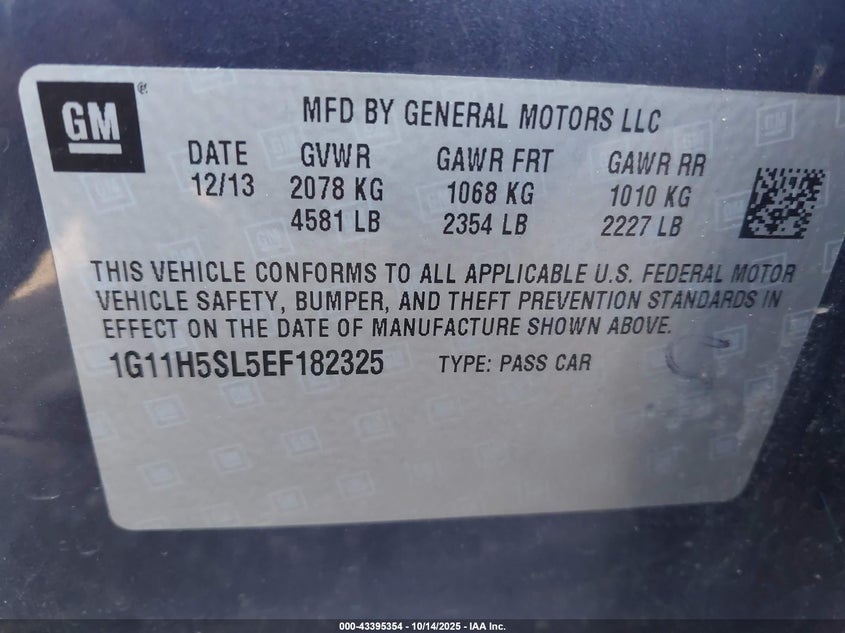 GM ®
MFD BY GENERAL MOTORS LLC
DATE GVWR GAWR FRT GAWR RR
12/13 2078 KG 1068 KG 1010 KG
4581 LB 2354 LB 2227 LB
THIS VEHICLE CONFORMS TO ALL APPLICABLE U.S. FEDERAL MOTOR
VEHICLE SAFETY, BUMPER, AND THEFT PREVENTION STANDARDS IN
EFFECT ON THE DATE OF MANUFACTURE SHOWN ABOVE.
1G11H5SL5EF182325 TYPE: PASS CAR
000-43395354 | 10/14/2025 - IAA Inc.